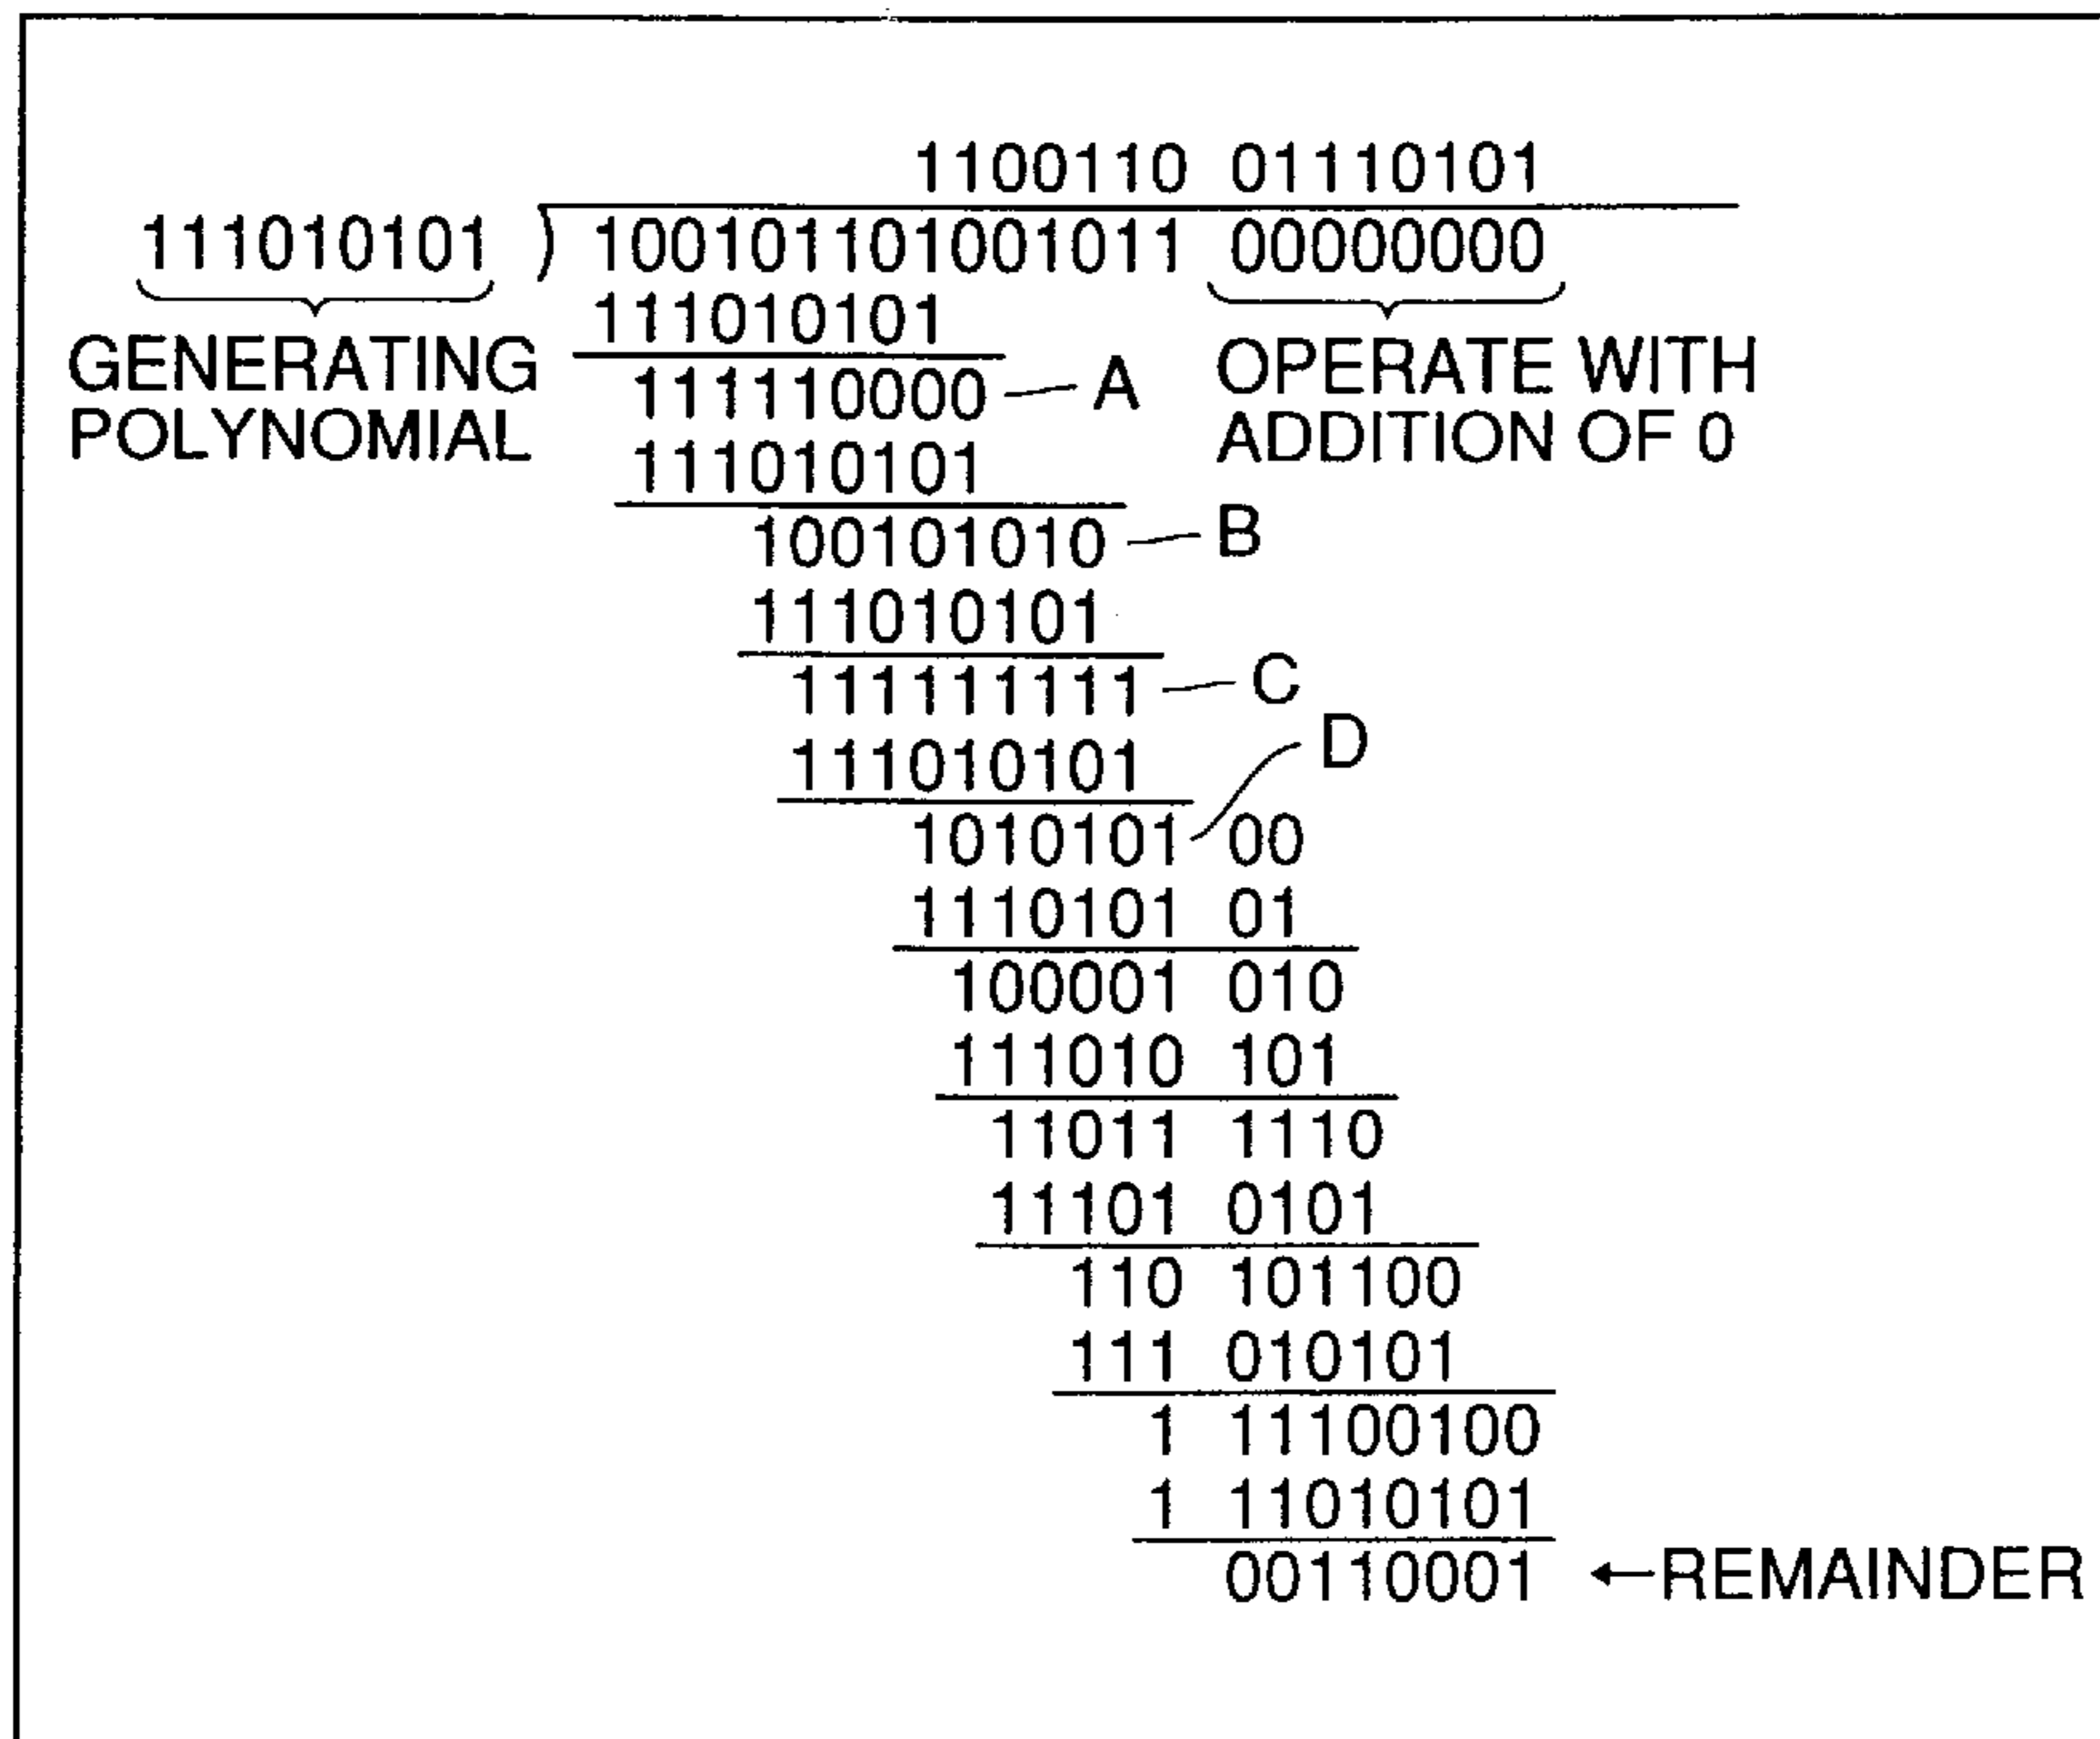 1100110 01110101
111010101 ) 100101101001011 00000000
111010101
GENERATING POLYNOMIAL
111110000 A
OPERATE WITH ADDITION OF 0
111010101
100101010 B
111010101
111111111 C
111010101
D
1010101 00
1110101 01
100001 010
111010 101
11011 1110
11101 0101
110 101100
111 010101
1 11100100
1 11010101
00110001 ←REMAINDER